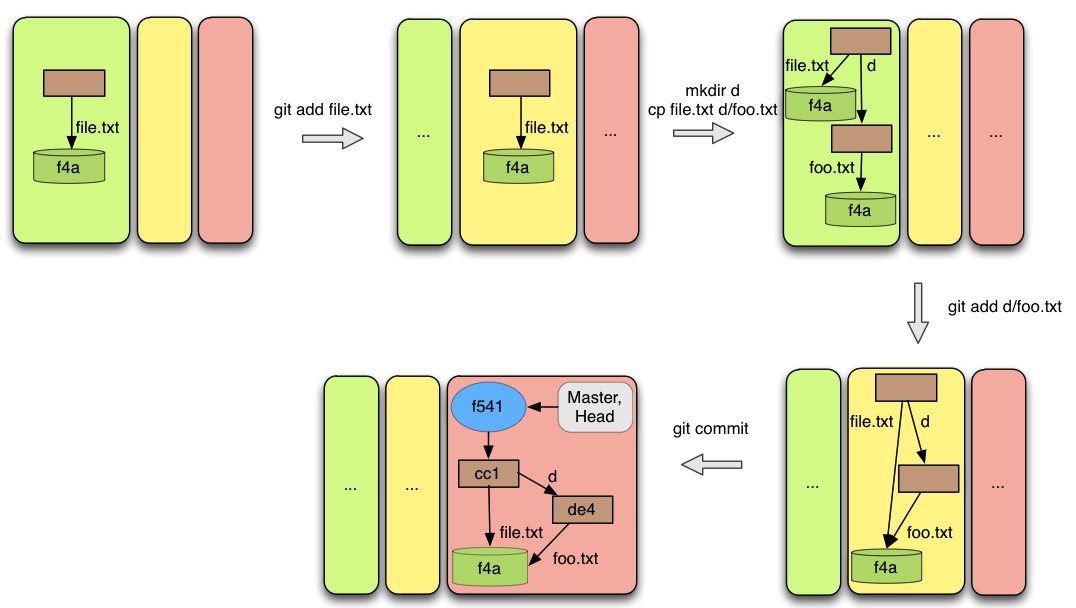 file.txt
f4a
git add file.txt
...
file.txt
f4a
...
mkdir d
cp file.txt d/foo.txt
file.txt
d
f4a
foo.txt
f4a
...
...
git add d/foo.txt
...
file.txt
d
foo.txt
f4a
...
git commit
...
...
f541
Master,
Head
cc1
d
de4
file.txt
foo.txt
f4a